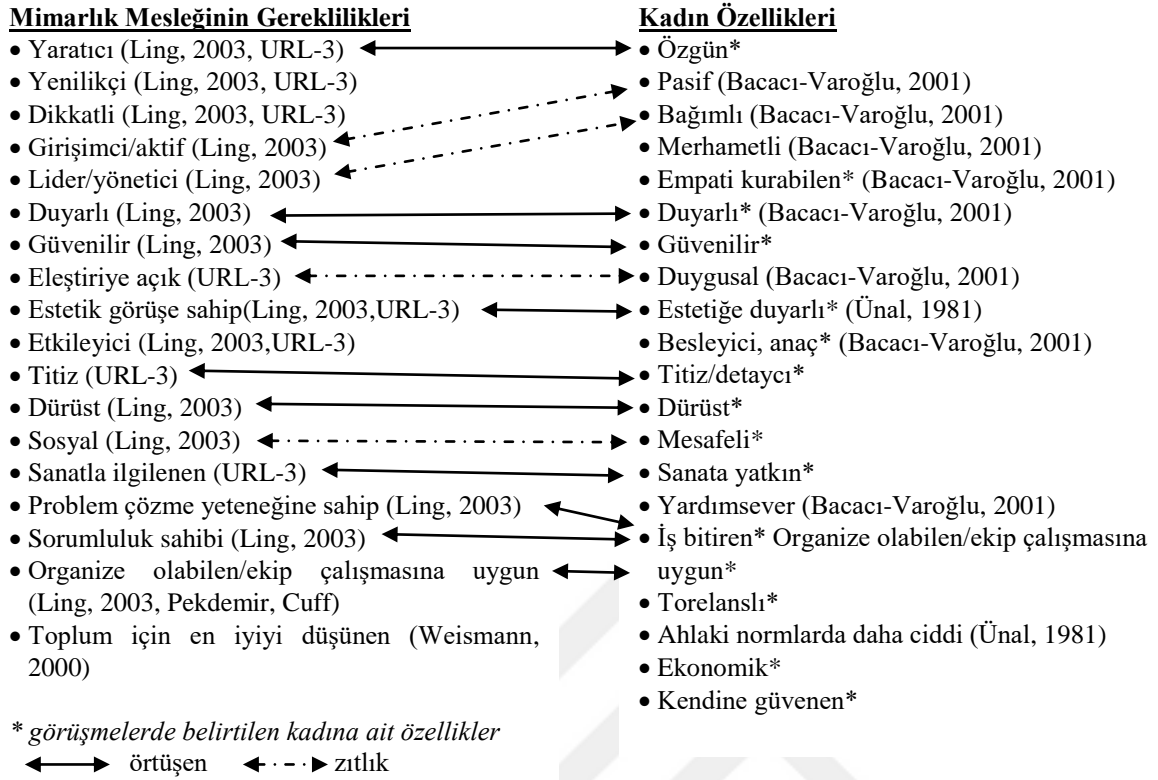 Mimarlık Mesleğinin Gereklilikleri
• Yaratıcı (Ling, 2003, URL-3)
• Yenilikçi (Ling, 2003, URL-3)
• Dikkatli (Ling, 2003, URL-3)
• Girişimci/aktif (Ling, 2003)
• Lider/yönetici (Ling, 2003)
• Duyarlı (Ling, 2003)
• Güvenilir (Ling, 2003)
• Eleştiriye açık (URL-3)
• Estetik görüşe sahip(Ling, 2003,URL-3)
• Etkileyici (Ling, 2003,URL-3)
• Titiz (URL-3)
• Dürüst (Ling, 2003)
• Sosyal (Ling, 2003)
• Sanatla ilgilenen (URL-3)
• Problem çözme yeteneğine sahip (Ling, 2003)
• Sorumluluk sahibi (Ling, 2003)
• Organize olabilen/ekip çalışmasına uygun
(Ling, 2003, Pekdemir, Cuff)
• Toplum için en iyiyi düşünen (Weismann,
2000)
Kadın Özellikleri
• Özgün*
• Pasif (Bacacı-Varoğlu, 2001)
• Bağımlı (Bacacı-Varoğlu, 2001)
• Merhametli (Bacacı-Varoğlu, 2001)
• Empati kurabilen* (Bacacı-Varoğlu, 2001)
• Duyarlı* (Bacacı-Varoğlu, 2001)
• Güvenilir*
• Duygusal (Bacacı-Varoğlu, 2001)
• Estetiğe duyarlı* (Ünal, 1981)
• Besleyici, anaç* (Bacacı-Varoğlu, 2001)
• Titiz/detaycı*
• Dürüst*
• Mesafeli*
• Sanata yatkın*
• Yardımsever (Bacacı-Varoğlu, 2001)
• İş bitiren* Organize olabilen/ekip çalışmasına
uygun*
• Torelanslı*
• Ahlaki normlarda daha ciddi (Ünal, 1981)
• Ekonomik*
• Kendine güvenen*
* görüşmelerde belirtilen kadına ait özellikler
örtüşen zıtlık